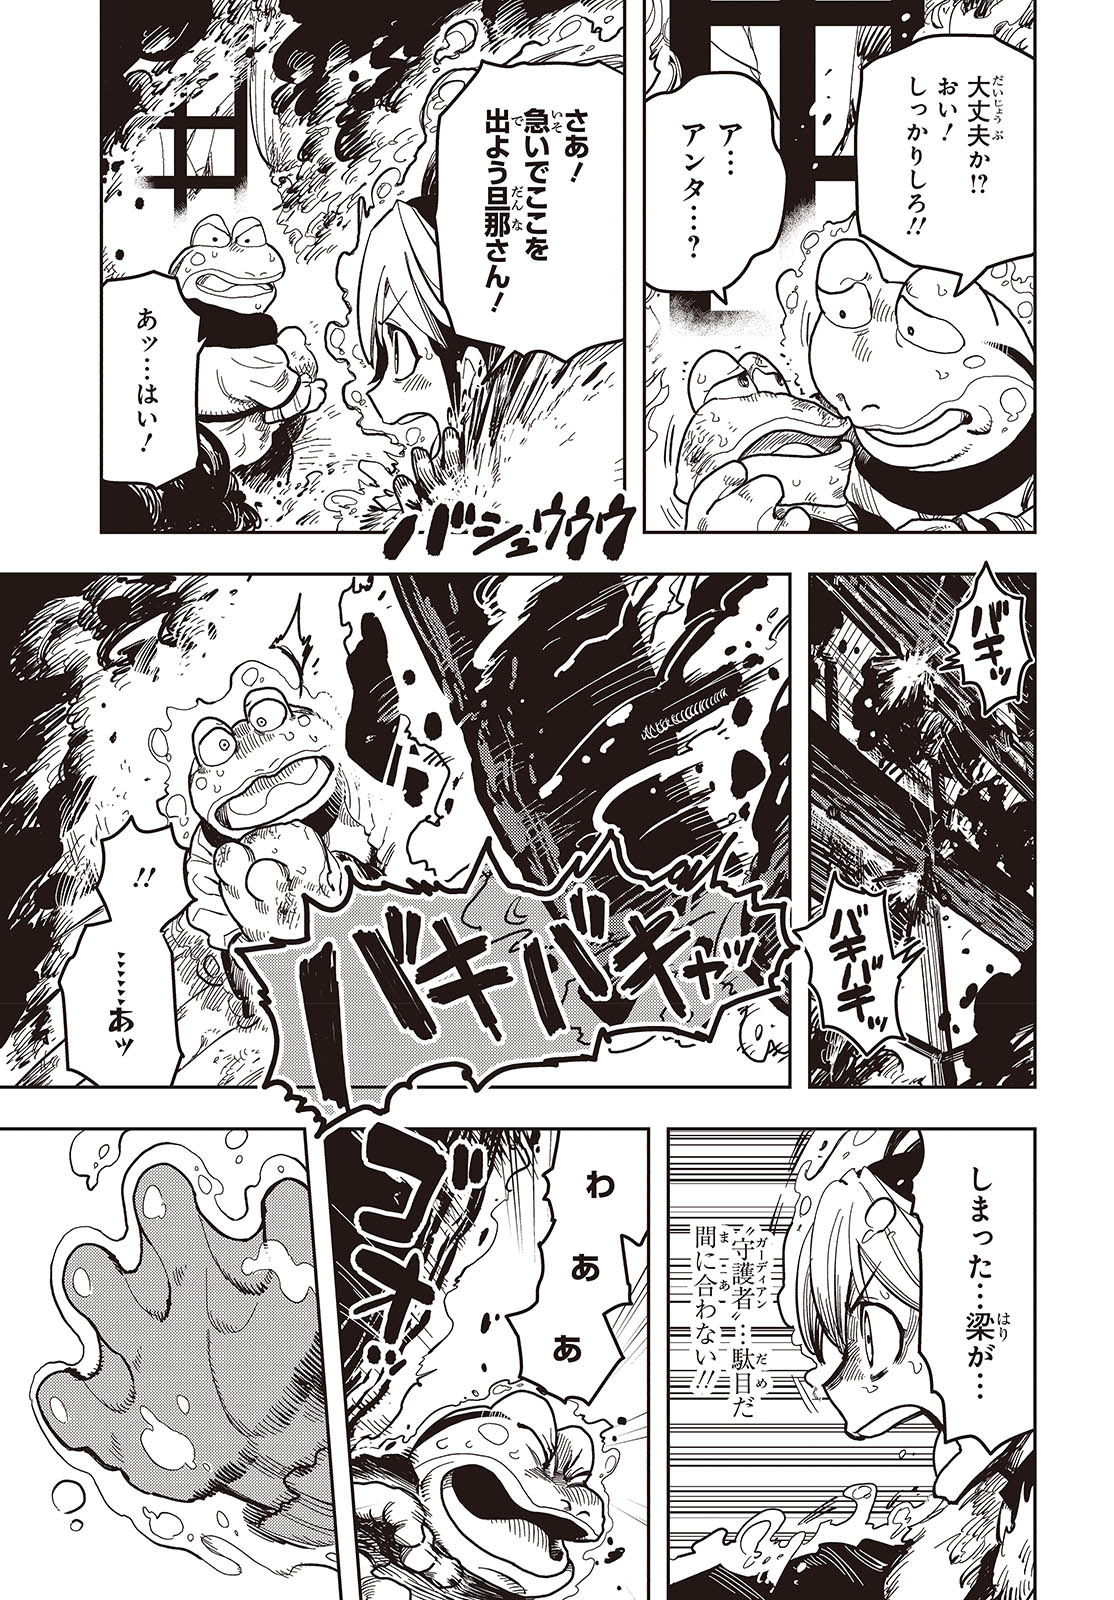 大丈夫か!?
おい!
しっかりしろ!!
ア…
アンタ…?
さあ!
急いでここを
出よう旦那さん!
あッ…はい!
バシュウウウ
バキッ
バキバキッ
バキバキャッ
!!
……あッ
しまった…梁が…
〝守護者〟…駄目だ
間に合わない!!
わああ
ゴオオ